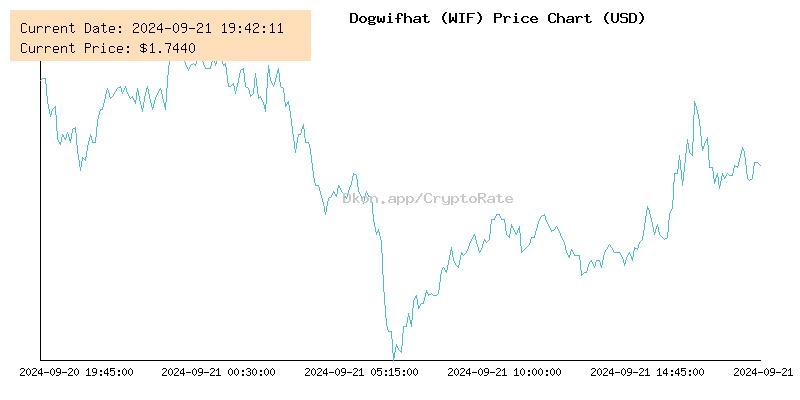 Dogwifhat (WIF) Price Chart (USD)
Current Date: 2024-09-21 19:42:11
Current Price: $1.7440
Dkon.app/CryptoRate
2024-09-20 19:45:00
2024-09-21 00:30:00
2024-09-21 05:15:00
2024-09-21 10:00:00
2024-09-21 14:45:00
2024-09-21